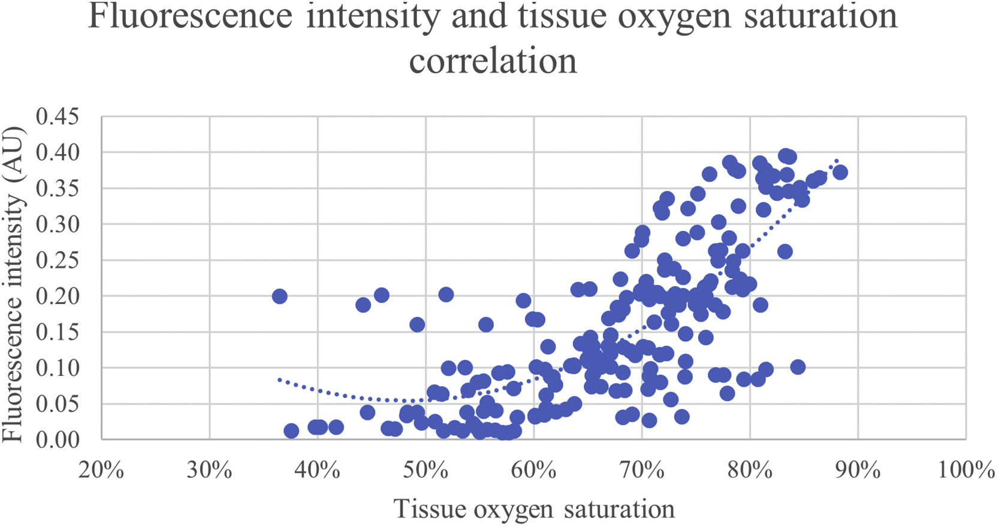 Fluorescence intensity and tissue oxygen saturation
correlation
Fluorescence intensity (AU)
0.45
0.40
0.35
0.30
0.25
0.20
0.15
0.10
0.05
0.00
20% 30% 40% 50% 60% 70% 80% 90% 100%
Tissue oxygen saturation